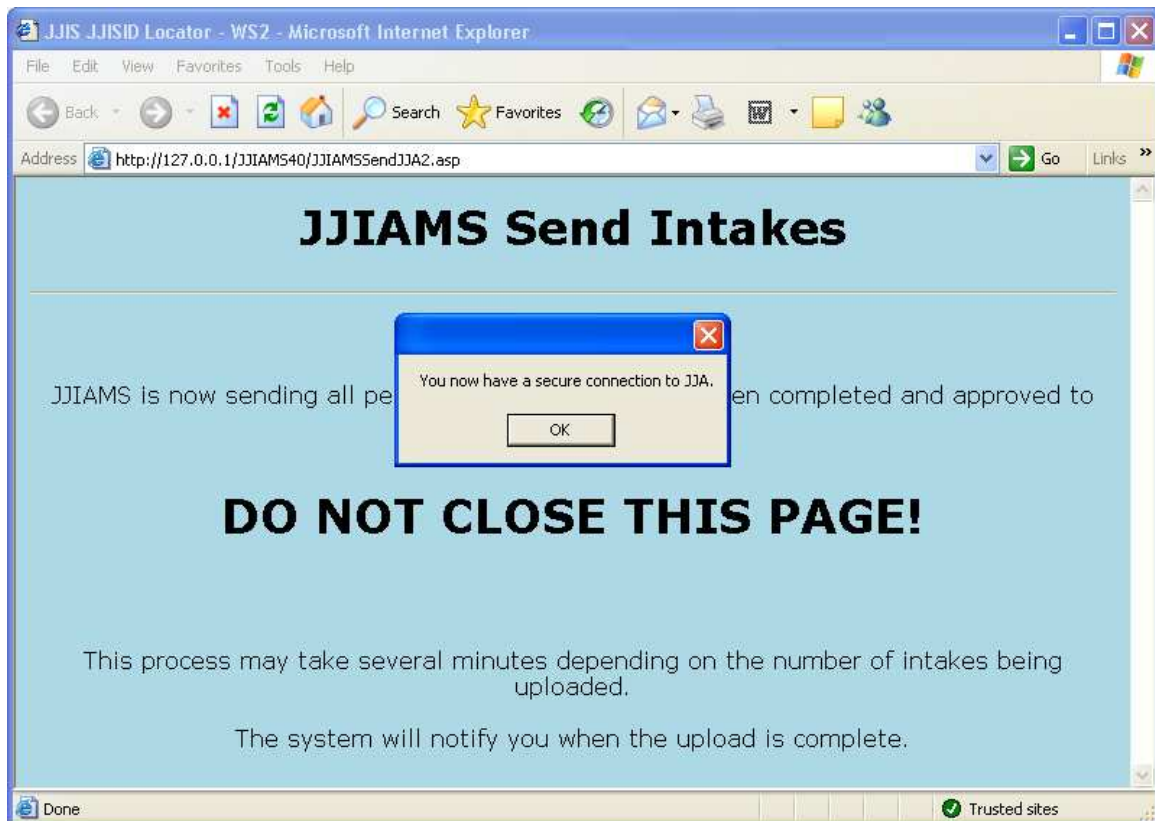 JJIS JJISID Locator - WS2 - Microsoft Internet Explorer
File Edit View Favorites Tools Help
Back Search Favorites
Address http://127.0.0.1/JJIAMS40/JJIAMSSendJJA2.asp Go Links »
JJIAMS Send Intakes
You now have a secure connection to JJA.
JJIAMS is now sending all pe en completed and approved to
OK
DO NOT CLOSE THIS PAGE!
This process may take several minutes depending on the number of intakes being
uploaded.
The system will notify you when the upload is complete.
Done Trusted sites